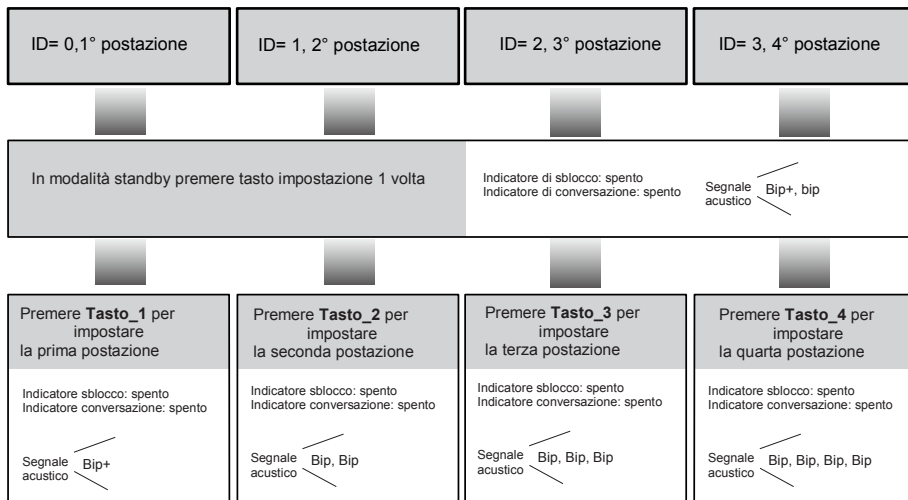 ID= 0,1° postazione
ID= 1, 2° postazione
ID= 2, 3° postazione
ID= 3, 4° postazione
In modalità standby premere tasto impostazione 1 volta
Indicatore di sblocco: spento
Indicatore di conversazione: spento
Segnale
acustico
Bip+, bip
Premere Tasto_1 per
impostare
la prima postazione
Indicatore sblocco: spento
Indicatore conversazione: spento
Segnale
acustico
Bip+
Premere Tasto_2 per
impostare
la seconda postazione
Indicatore sblocco: spento
Indicatore conversazione: spento
Segnale
acustico
Bip, Bip
Premere Tasto_3 per
impostare
la terza postazione
Indicatore sblocco: spento
Indicatore conversazione: spento
Segnale
acustico
Bip, Bip, Bip
Premere Tasto_4 per
impostare
la quarta postazione
Indicatore sblocco: spento
Indicatore conversazione: spento
Segnale
acustico
Bip, Bip, Bip, Bip